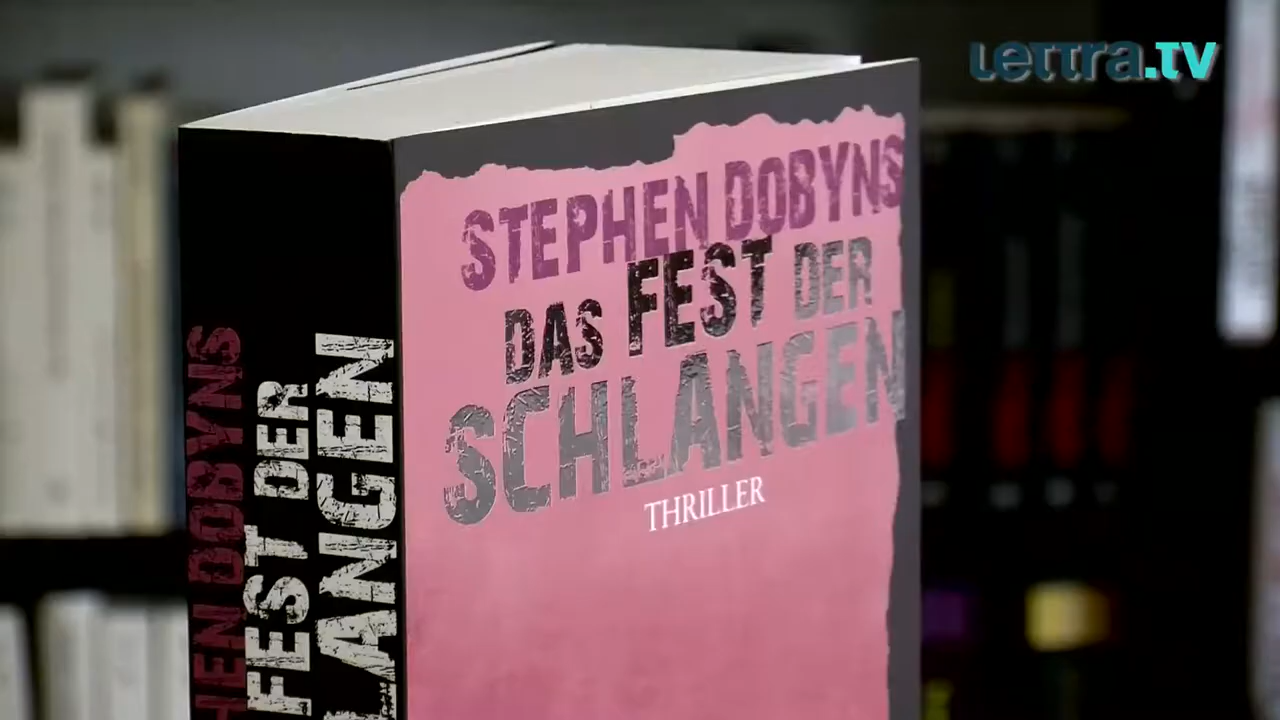 LETTRA.TV
STEPHEN DOBYNS
DAS FEST DER
SCHLANGEN
THRILLER
HEN DOBYNS
FEST DER
LANGEN